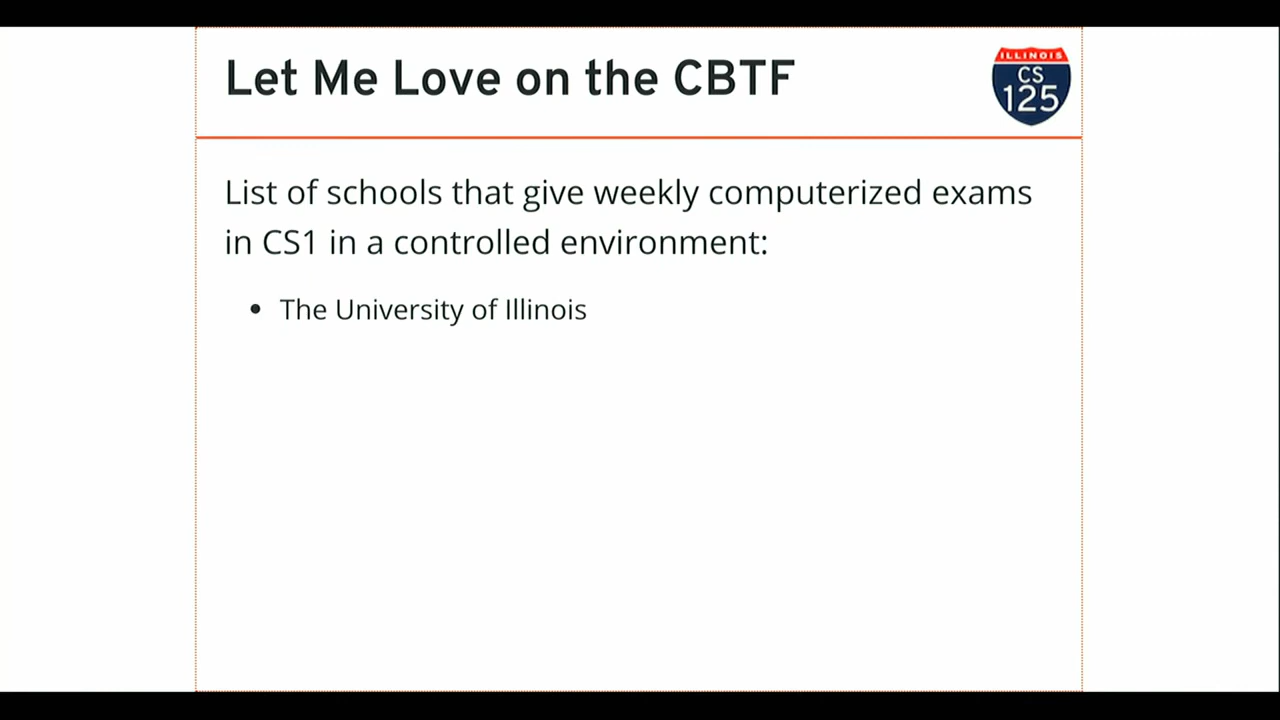 Let Me Love on the CBTF
ILLINOIS
CS
125
List of schools that give weekly computerized exams
in CS1 in a controlled environment:
• The University of Illinois